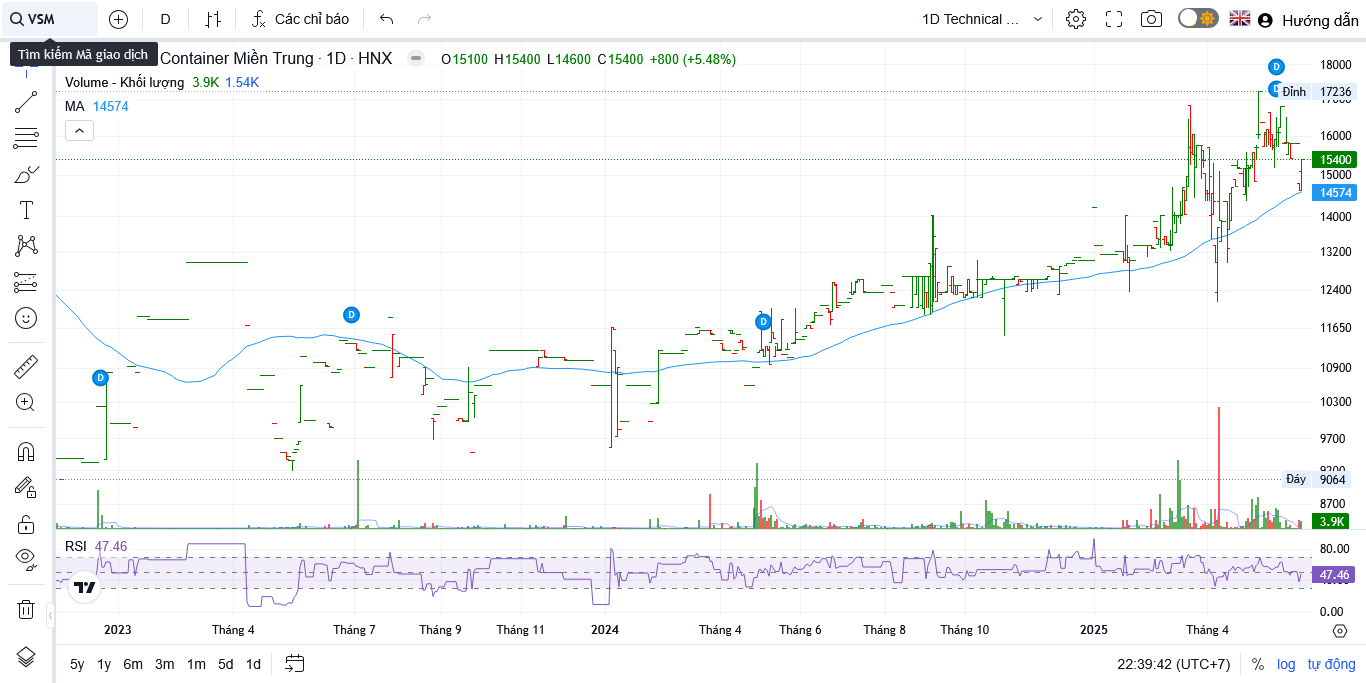 VSM
D
Các chỉ báo
1D Technical ...
Hướng dẫn
Tìm kiếm Mã giao dịch
Container Miền Trung · 1D · HNX
O15100 H15400 L14600 C15400 +800 (+5.48%)
Volume - Khối lượng 3.9K 1.54K
MA 14574
D
D
D
D
18000
Đỉnh 17236
17000
16000
15400
15000
14574
14000
13200
12400
11650
10900
10300
9700
9200
Đáy 9064
8700
3.9K
RSI 47.46
80.00
47.46
0.00
2023
Tháng 4
Tháng 7
Tháng 9
Tháng 11
2024
Tháng 4
Tháng 6
Tháng 8
Tháng 10
2025
Tháng 4
5y 1y 6m 3m 1m 5d 1d
22:39:42 (UTC+7)
% log tự động